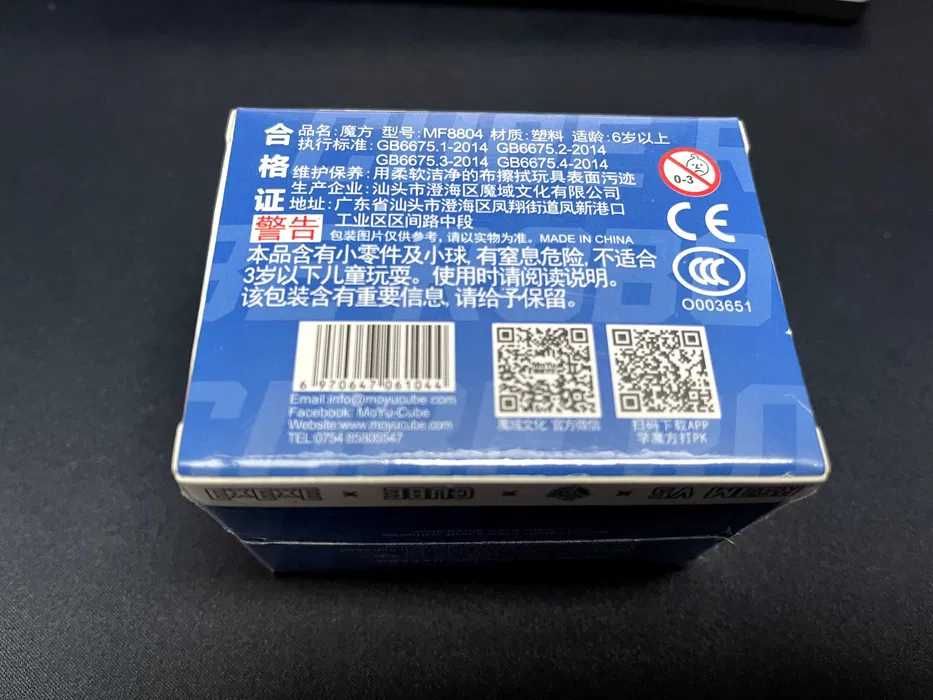 合格证
品名: 魔方 型号: MF8804 材质: 塑料 适龄: 6岁以上
执行标准: GB6675.1-2014 GB6675.2-2014
GB6675.3-2014 GB6675.4-2014
维护保养: 用柔软洁净的布擦拭玩具表面污迹
生产企业: 汕头市澄海区魔域文化有限公司
地址: 广东省汕头市澄海区凤翔街道凤新港口
工业区区间路中段
0-3
CE
CCC
O003651
警告 包装图片仅供参考, 请以实物为准。 MADE IN CHINA
本品含有小零件及小球, 有窒息危险, 不适合
3岁以下儿童玩耍。使用时请阅读说明。
该包装含有重要信息, 请给予保留。
6 970647 061044
Email:info@moyucube.com
Facebook: MoYu-Cube
Website:www.moyucube.com
TEL:0754 85805547
MoYu
魔域文化 官方微信
扫码下载APP
学魔方打PK